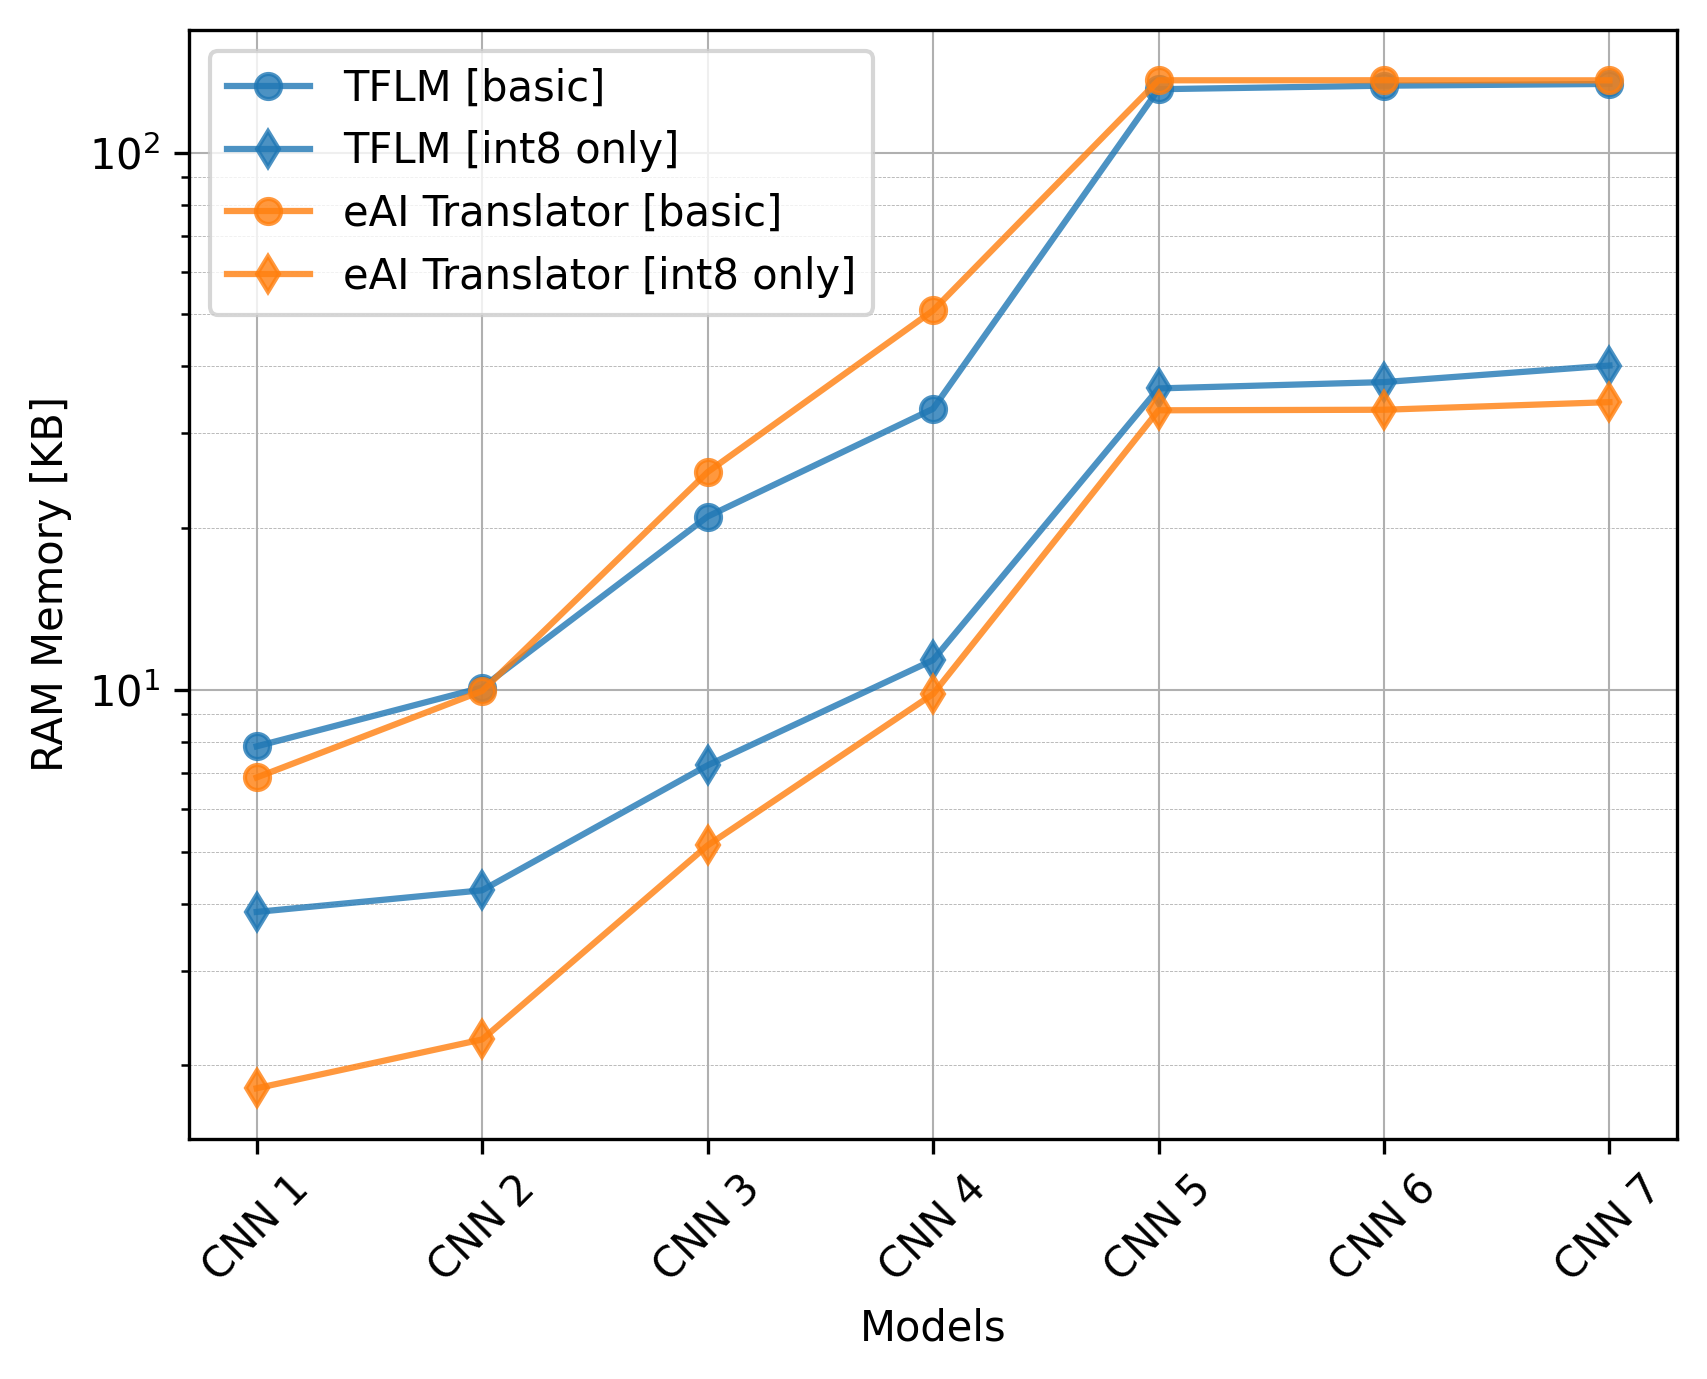 TFLM [basic]
TFLM [int8 only]
eAI Translator [basic]
eAI Translator [int8 only]
RAM Memory [KB]
10²
10¹
CNN 1
CNN 2
CNN 3
CNN 4
CNN 5
CNN 6
CNN 7
Models